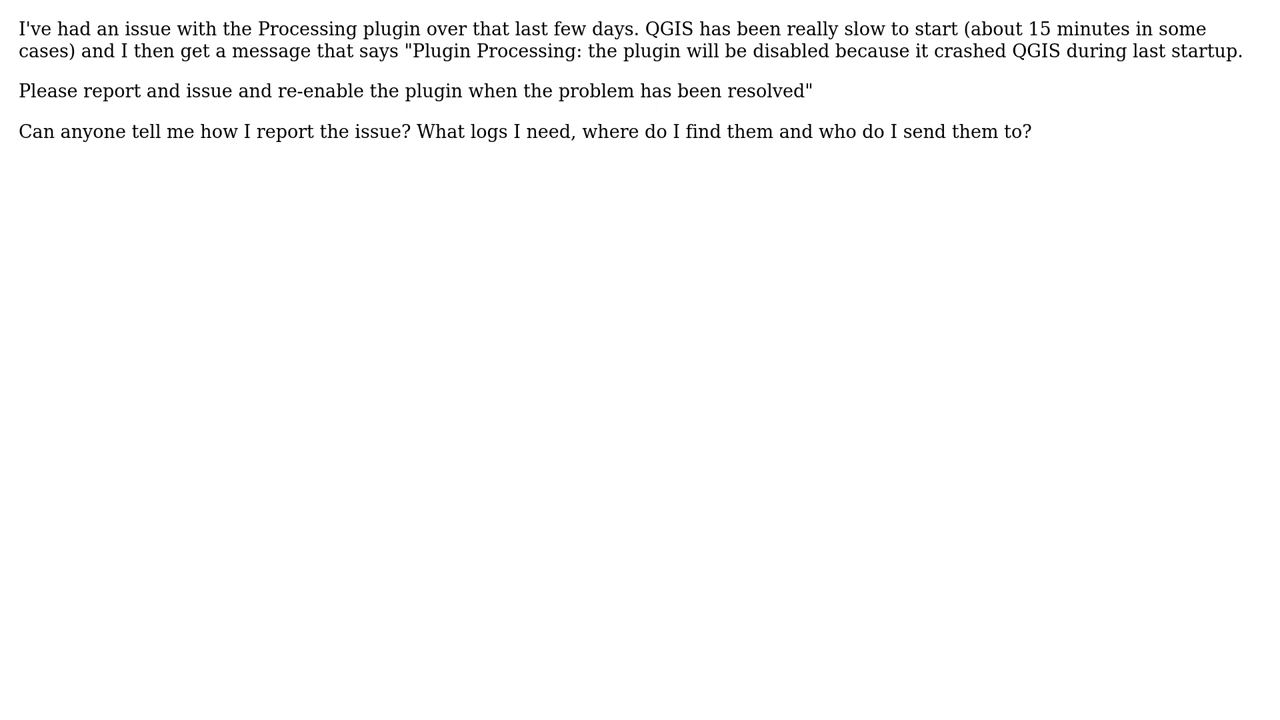 I've had an issue with the Processing plugin over that last few days. QGIS has been really slow to start (about 15 minutes in some
cases) and I then get a message that says "Plugin Processing: the plugin will be disabled because it crashed QGIS during last startup.
Please report and issue and re-enable the plugin when the problem has been resolved"
Can anyone tell me how I report the issue? What logs I need, where do I find them and who do I send them to?